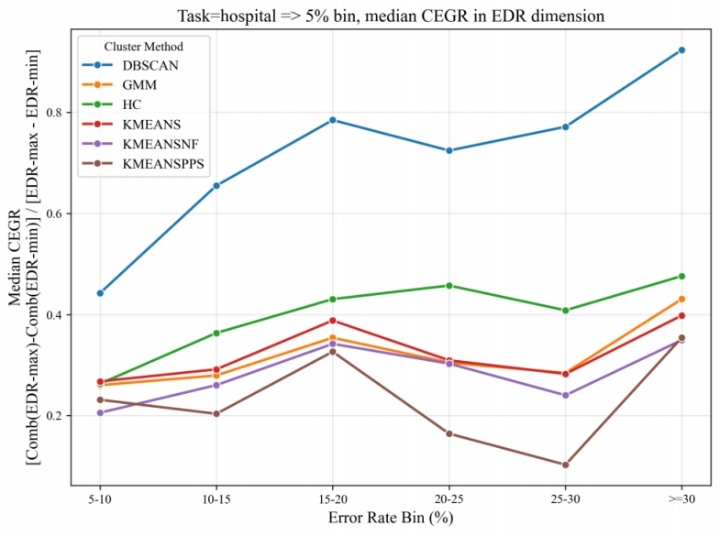 Task=hospital => 5% bin, median CEGR in EDR dimension
Median CEGR
[Comb(EDR-max)-Comb(EDR-min)] / [EDR-max - EDR-min]
Cluster Method
DBSCAN
GMM
HC
KMEANS
KMEANSNF
KMEANSPPS
0.8
0.6
0.4
0.2
5-10
10-15
15-20
20-25
25-30
>=30
Error Rate Bin (%)